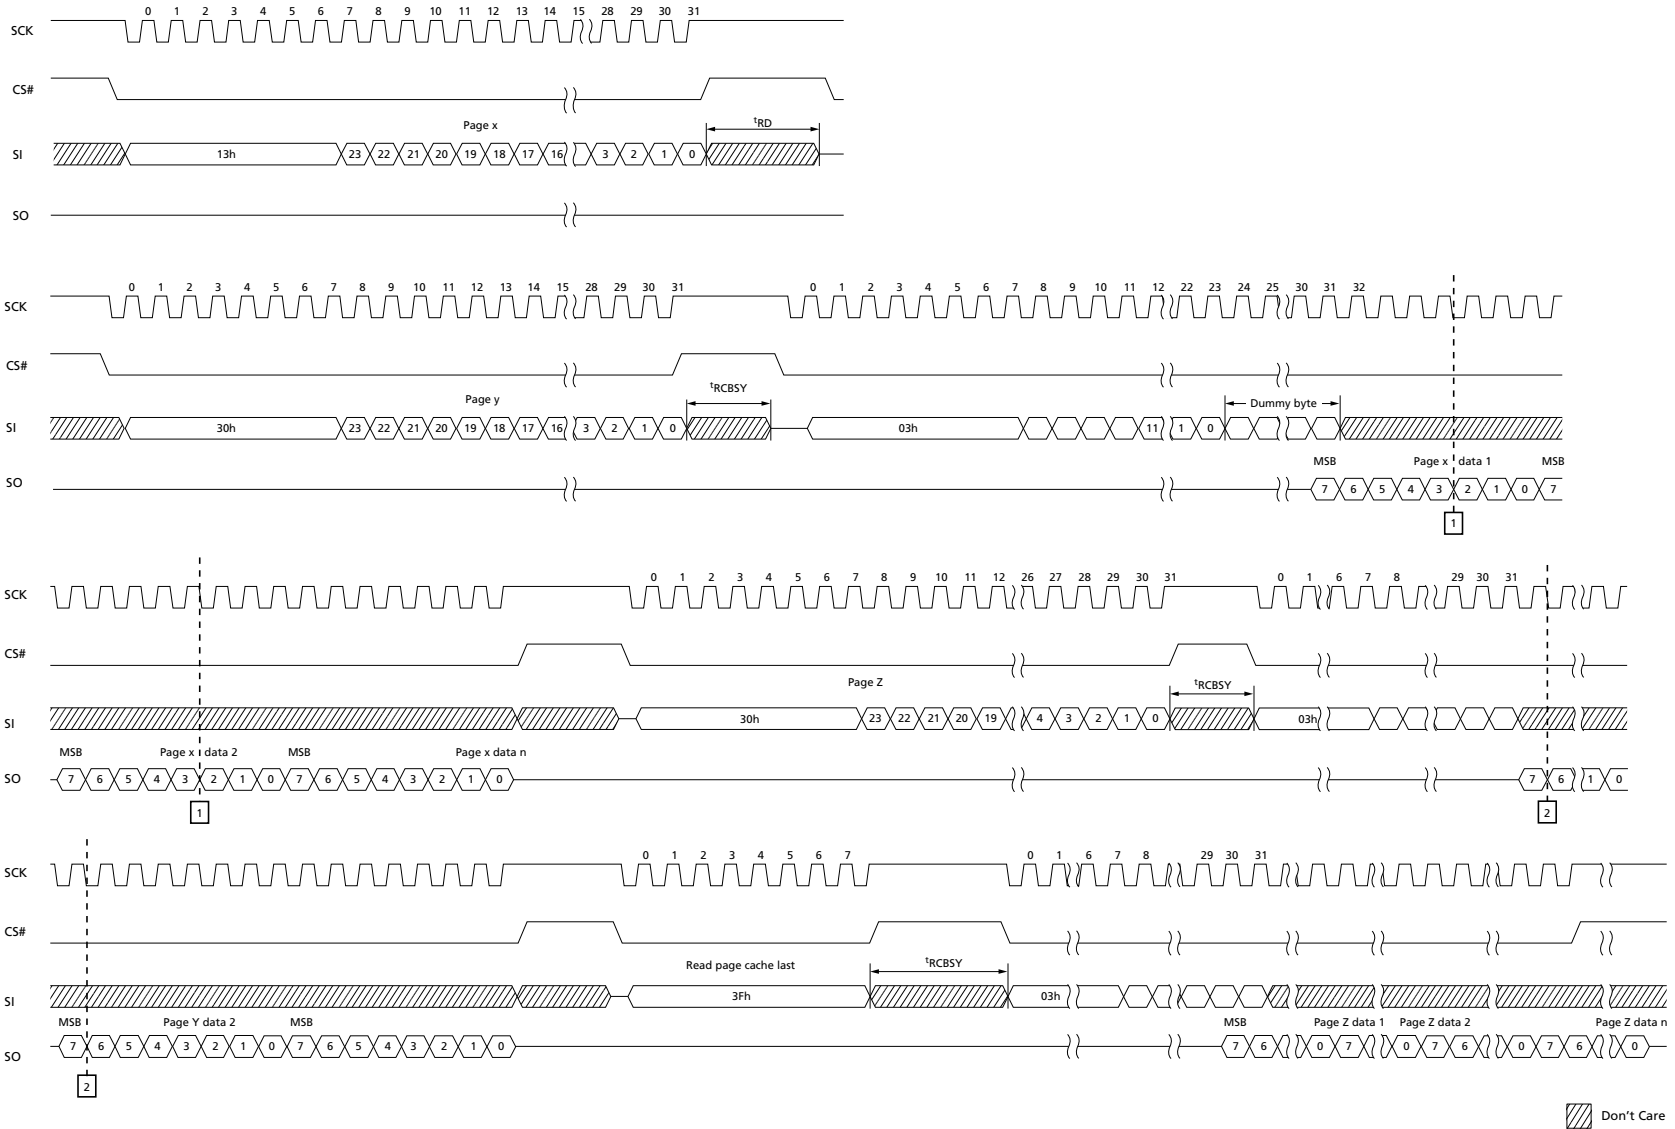 0 1 2 3 4 5 6 7 8 9 10 11 12 13 14 15 28 29 30 31
SCK
CS#
Page x
tRD
SI 13h 23 22 21 20 19 18 17 16 3 2 1 0
SO
0 1 2 3 4 5 6 7 8 9 10 11 12 13 14 15 28 29 30 31 0 1 2 3 4 5 6 7 8 9 10 11 12 22 23 24 25 30 31 32
SCK
CS#
tRCBSY
Page y Dummy byte
SI 30h 23 22 21 20 19 18 17 16 3 2 1 0 03h 11 1 0
MSB Page x data 1 MSB
SO 7 6 5 4 3 2 1 0 7
1
0 1 2 3 4 5 6 7 8 9 10 11 12 26 27 28 29 30 31 0 1 6 7 8 29 30 31
SCK
CS#
Page Z tRCBSY
SI 30h 23 22 21 20 19 4 3 2 1 0 03h
MSB Page x data 2 MSB Page x data n
SO 7 6 5 4 3 2 1 0 7 6 5 4 3 2 1 0 7 6 1 0
1 2
0 1 2 3 4 5 6 7 0 1 6 7 8 29 30 31
SCK
CS#
Read page cache last tRCBSY
SI 3Fh 03h
MSB Page Y data 2 MSB MSB Page Z data 1 Page Z data 2 Page Z data n
SO 7 6 5 4 3 2 1 0 7 6 5 4 3 2 1 0 7 6 0 7 0 7 6 0 7 6 0
2
Don't Care